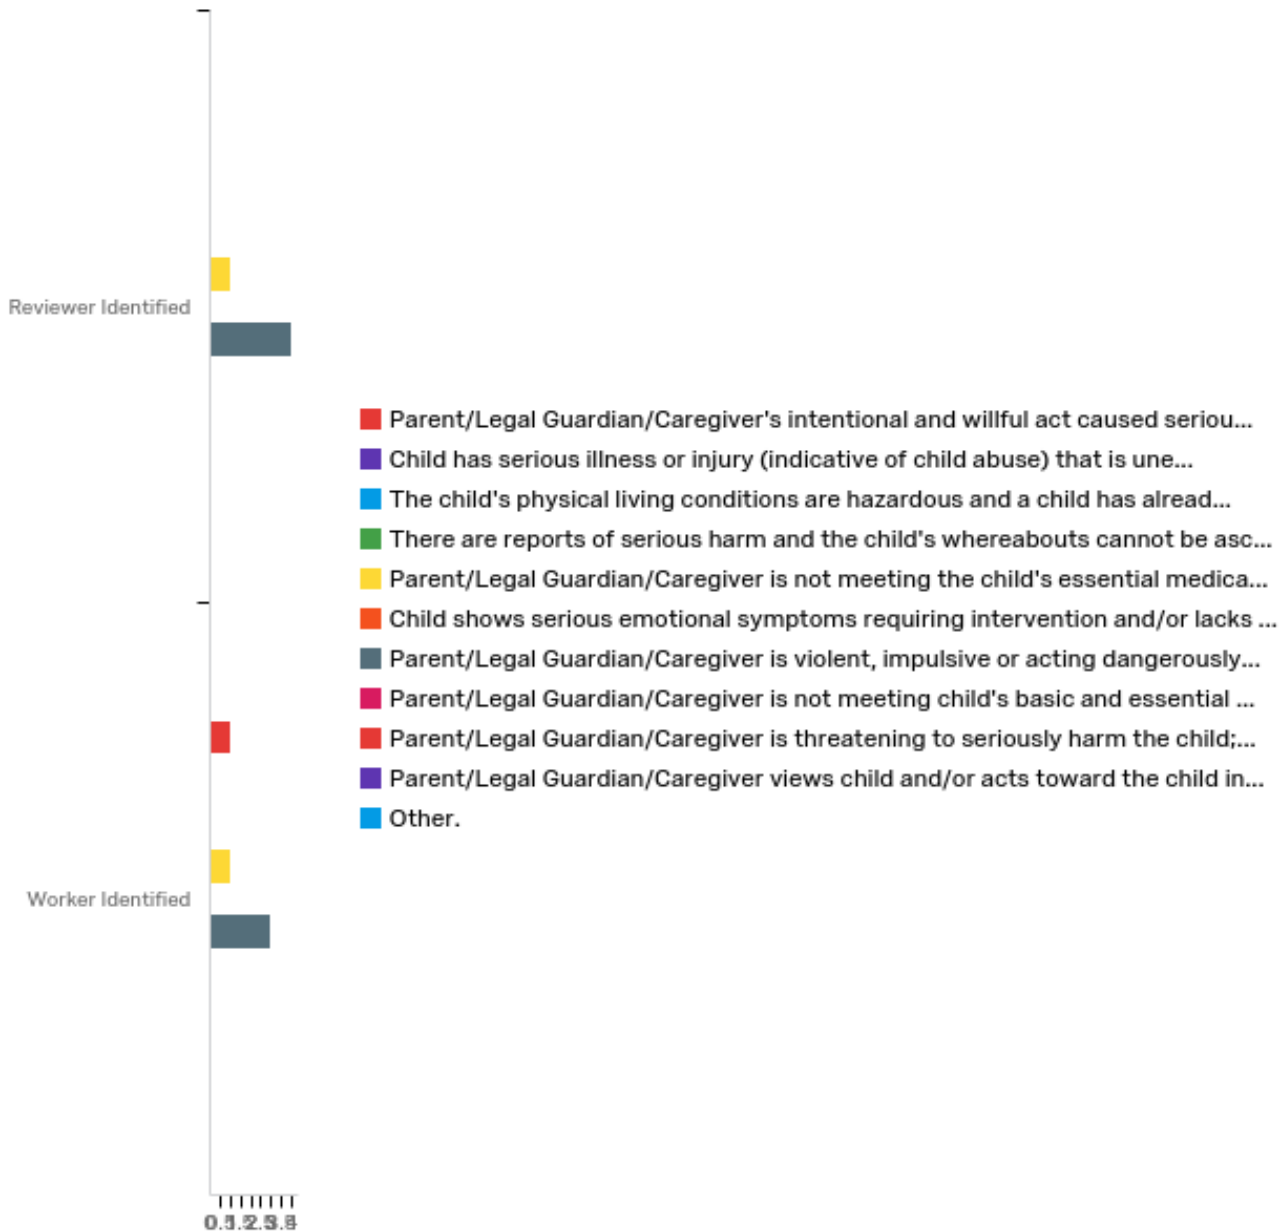 Reviewer Identified
Parent/Legal Guardian/Caregiver's intentional and willful act caused seriou...
Child has serious illness or injury (indicative of child abuse) that is une...
The child's physical living conditions are hazardous and a child has alread...
There are reports of serious harm and the child's whereabouts cannot be asc...
Parent/Legal Guardian/Caregiver is not meeting the child's essential medica...
Child shows serious emotional symptoms requiring intervention and/or lacks ...
Parent/Legal Guardian/Caregiver is violent, impulsive or acting dangerously...
Parent/Legal Guardian/Caregiver is not meeting child's basic and essential ...
Parent/Legal Guardian/Caregiver is threatening to seriously harm the child;...
Parent/Legal Guardian/Caregiver views child and/or acts toward the child in...
Other.
Worker Identified